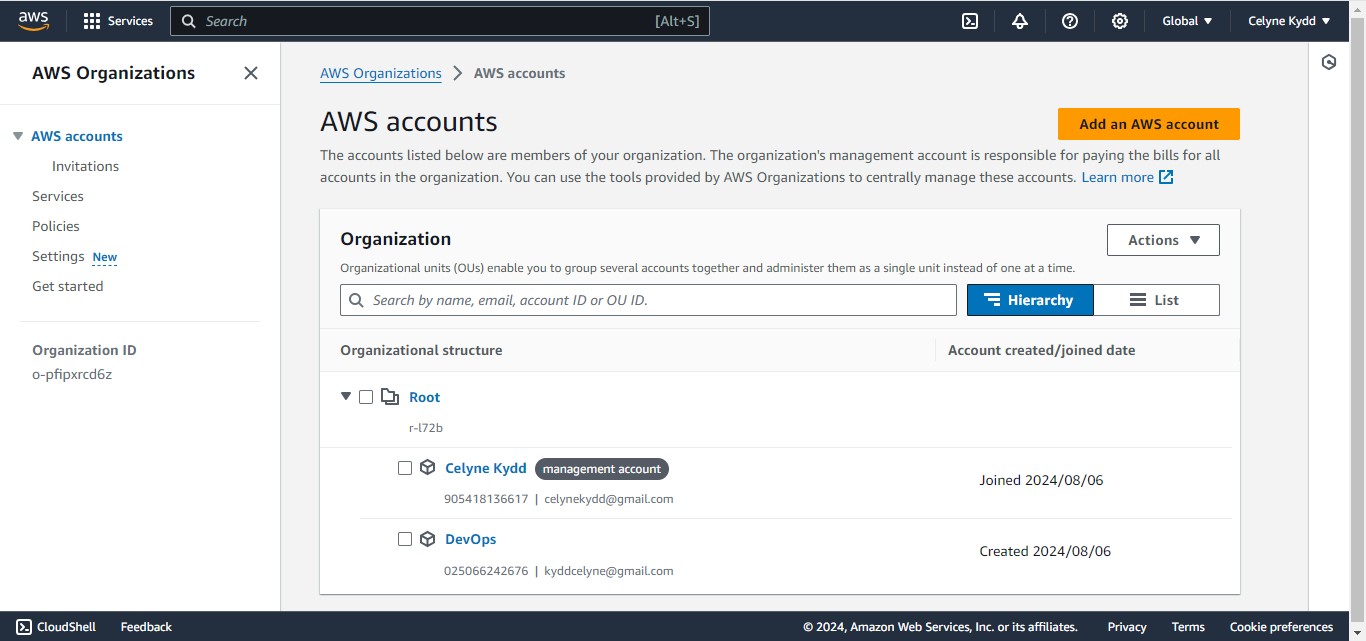 aws Services Search [Alt+S] Global Celyne Kydd
AWS Organizations
AWS accounts
Invitations
Services
Policies
Settings New
Get started
Organization ID
o-pfipxrcd6z
AWS Organizations AWS accounts
AWS accounts
Add an AWS account
The accounts listed below are members of your organization. The organization's management account is responsible for paying the bills for all
accounts in the organization. You can use the tools provided by AWS Organizations to centrally manage these accounts. Learn more
Organization
Actions
Organizational units (OUs) enable you to group several accounts together and administer them as a single unit instead of one at a time.
Search by name, email, account ID or OU ID.
Hierarchy List
Organizational structure Account created/joined date
Root
r-l72b
Celyne Kydd management account
905418136617 | celynekydd@gmail.com
Joined 2024/08/06
DevOps
025066242676 | kyddcelyne@gmail.com
Created 2024/08/06
CloudShell Feedback © 2024, Amazon Web Services, Inc. or its affiliates. Privacy Terms Cookie preferences